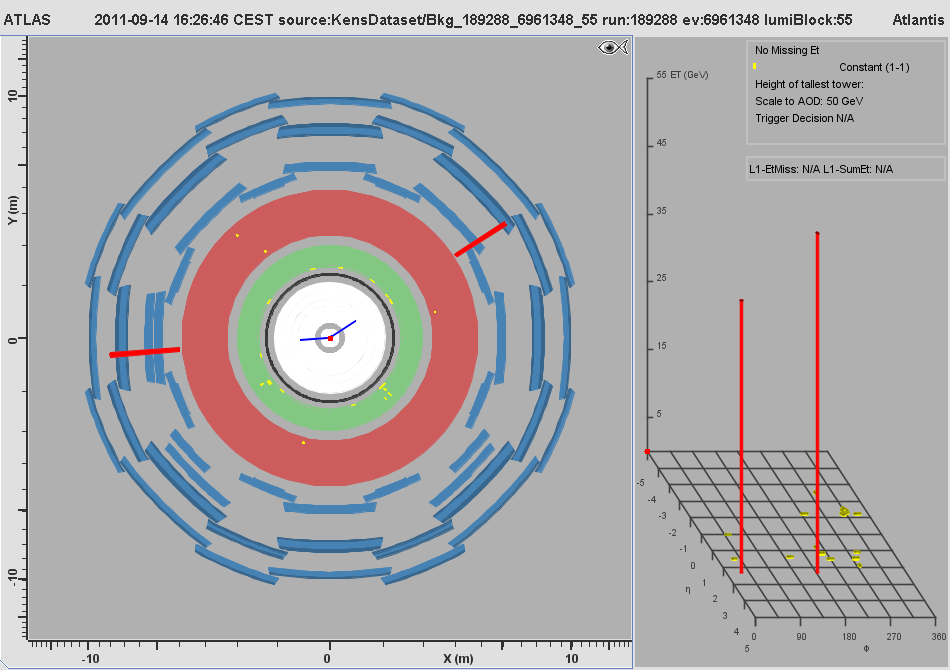 ATLAS 2011-09-14 16:26:46 CEST source:KensDataset/Bkg_189288_6961348_55 run:189288 ev:6961348 lumiBlock:55 Atlantis
No Missing Et
Constant (1-1)
Height of tallest tower:
Scale to AOD: 50 GeV
Trigger Decision N/A
L1-EtMiss: N/A L1-SumEt: N/A
10
Y (m)
0
-10
-10 0 X (m) 10
55 ET (GeV)
45
35
25
15
5
-5
-4
-3
-2
-1
0
η 1
2
3
4
5
0 90 180 270 360
Φ